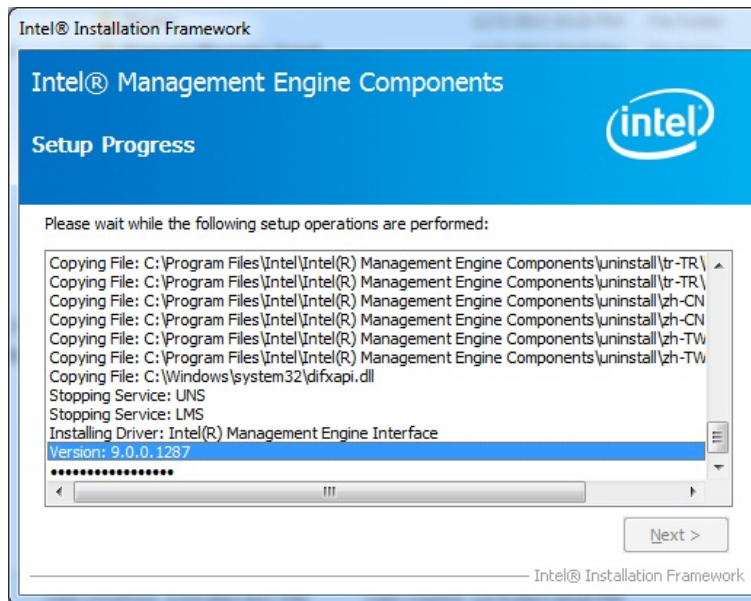 Intel® Installation Framework
Intel® Management Engine Components
intel
Setup Progress
Please wait while the following setup operations are performed:
Copying File: C:\Program Files\Intel\Intel(R) Management Engine Components\uninstall\tr-TR\
Copying File: C:\Program Files\Intel\Intel(R) Management Engine Components\uninstall\tr-TR\
Copying File: C:\Program Files\Intel\Intel(R) Management Engine Components\uninstall\zh-CN
Copying File: C:\Program Files\Intel\Intel(R) Management Engine Components\uninstall\zh-CN
Copying File: C:\Program Files\Intel\Intel(R) Management Engine Components\uninstall\zh-TW
Copying File: C:\Program Files\Intel\Intel(R) Management Engine Components\uninstall\zh-TW
Copying File: C:\Windows\system32\difxapi.dll
Stopping Service: UNS
Stopping Service: LMS
Installing Driver: Intel(R) Management Engine Interface
Version: 9.0.0.1287
•••••••••••••••••
Next >
Intel® Installation Framework